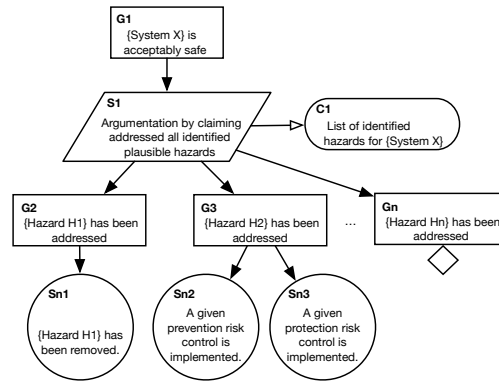 G1
{System X} is
acceptably safe
S1
Argumentation by claiming
addressed all identified
plausible hazards
C1
List of identified
hazards for {System X}
G2
{Hazard H1} has been
addressed
G3
{Hazard H2} has been
addressed
...
Gn
{Hazard Hn} has been
addressed
Sn1
{Hazard H1} has
been removed.
Sn2
A given
prevention risk
control is
implemented.
Sn3
A given
protection risk
control is
implemented.